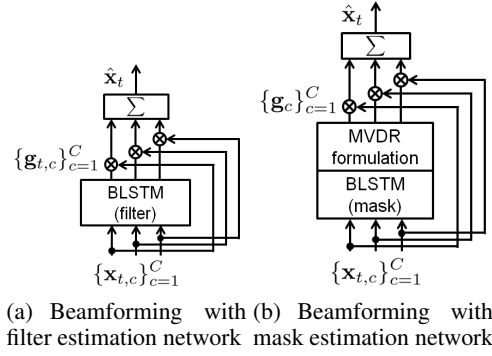 x̂_t
Σ
{g_{t,c}}_{c=1}^C
BLSTM
(filter)
{x_{t,c}}_{c=1}^C
(a) Beamforming with
filter estimation network
x̂_t
Σ
{g_c}_{c=1}^C
MVDR
formulation
BLSTM
(mask)
{x_{t,c}}_{c=1}^C
(b) Beamforming with
mask estimation network